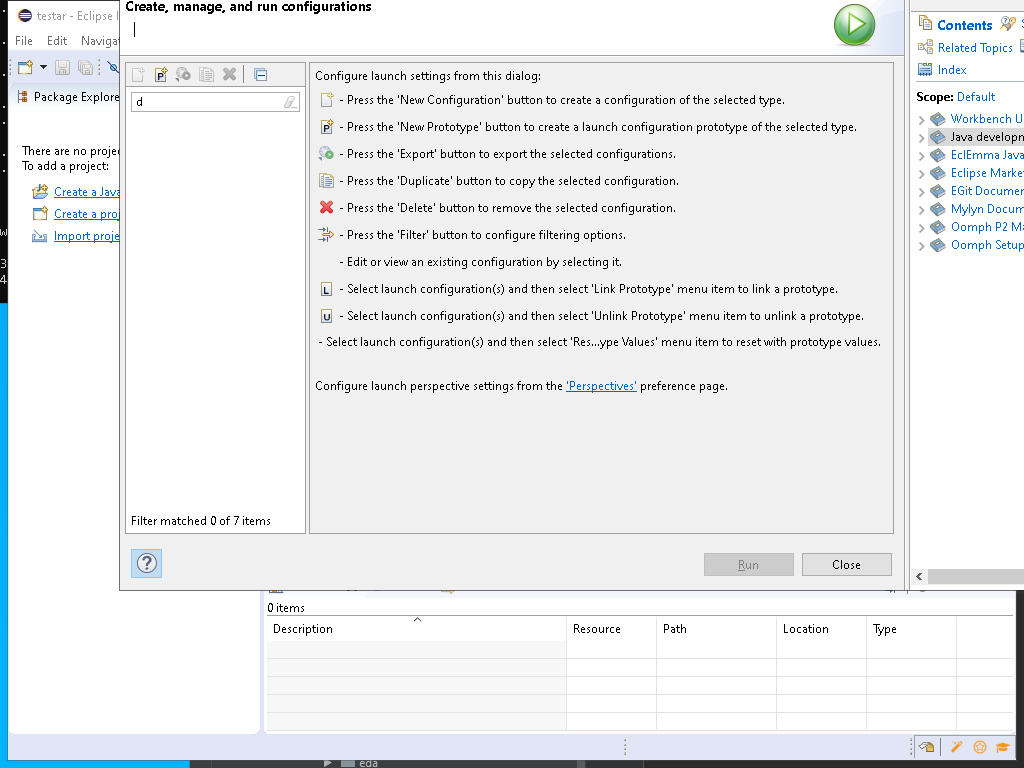 testar - Eclipse I
File Edit Naviga
Package Explore
There are no projec
To add a project:
Create a Java
Create a proj
Import proje
Create, manage, and run configurations
d
Filter matched 0 of 7 items
Configure launch settings from this dialog:
- Press the 'New Configuration' button to create a configuration of the selected type.
P - Press the 'New Prototype' button to create a launch configuration prototype of the selected type.
- Press the 'Export' button to export the selected configurations.
- Press the 'Duplicate' button to copy the selected configuration.
- Press the 'Delete' button to remove the selected configuration.
- Press the 'Filter' button to configure filtering options.
- Edit or view an existing configuration by selecting it.
L - Select launch configuration(s) and then select 'Link Prototype' menu item to link a prototype.
U - Select launch configuration(s) and then select 'Unlink Prototype' menu item to unlink a prototype.
- Select launch configuration(s) and then select 'Res...ype Values' menu item to reset with prototype values.
Configure launch perspective settings from the 'Perspectives' preference page.
? Run Close
Contents
Related Topics
Index
Scope: Default
Workbench U
Java developm
EclEmma Java
Eclipse Marke
EGit Documen
Mylyn Docum
Oomph P2 Ma
Oomph Setup
0 items
Description Resource Path Location Type
eda